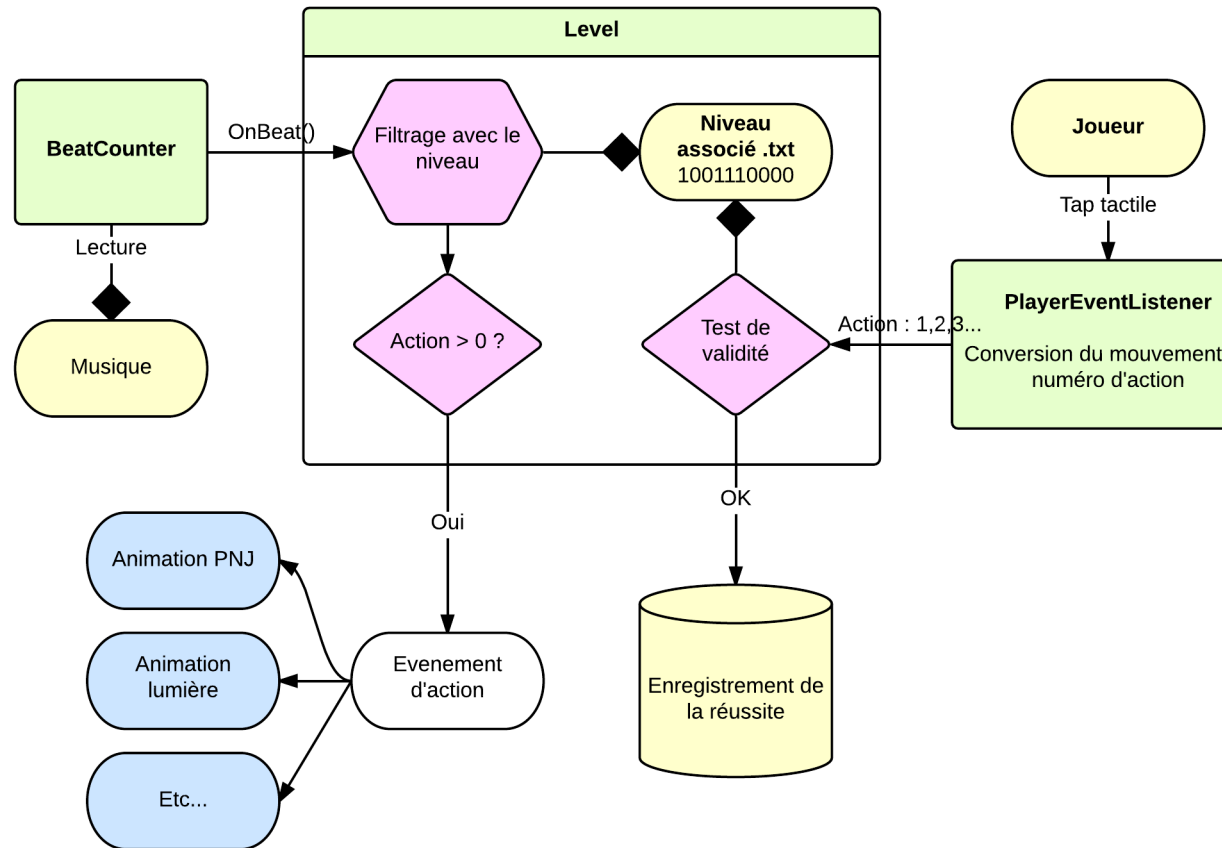 Level
BeatCounter
OnBeat()
Filtrage avec le
niveau
Niveau
associé .txt
1001110000
Joueur
Tap tactile
Lecture
Musique
Action > 0 ?
Test de
validité
Action : 1,2,3...
PlayerEventListener
Conversion du mouvement
numéro d'action
Oui
OK
Animation PNJ
Animation
lumière
Etc...
Evenement
d'action
Enregistrement de
la réussite